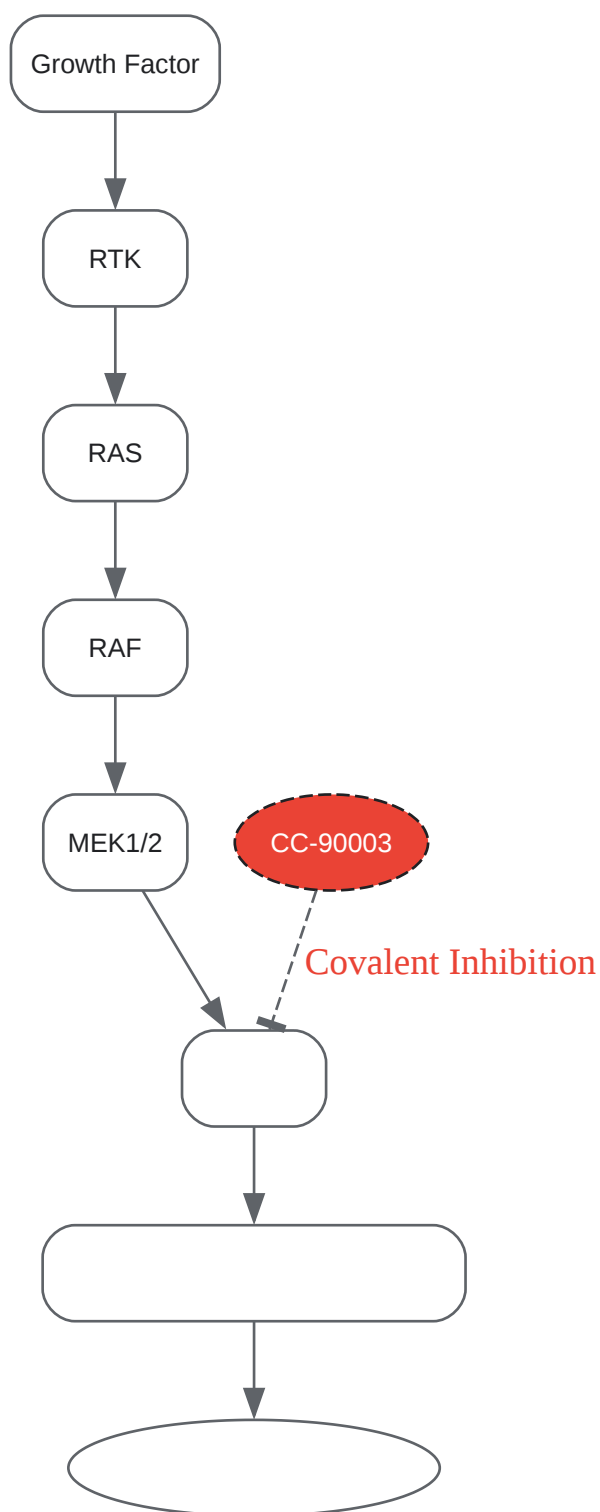 Growth Factor
RTK
RAS
RAF
MEK1/2
CC-90003
Covalent Inhibition